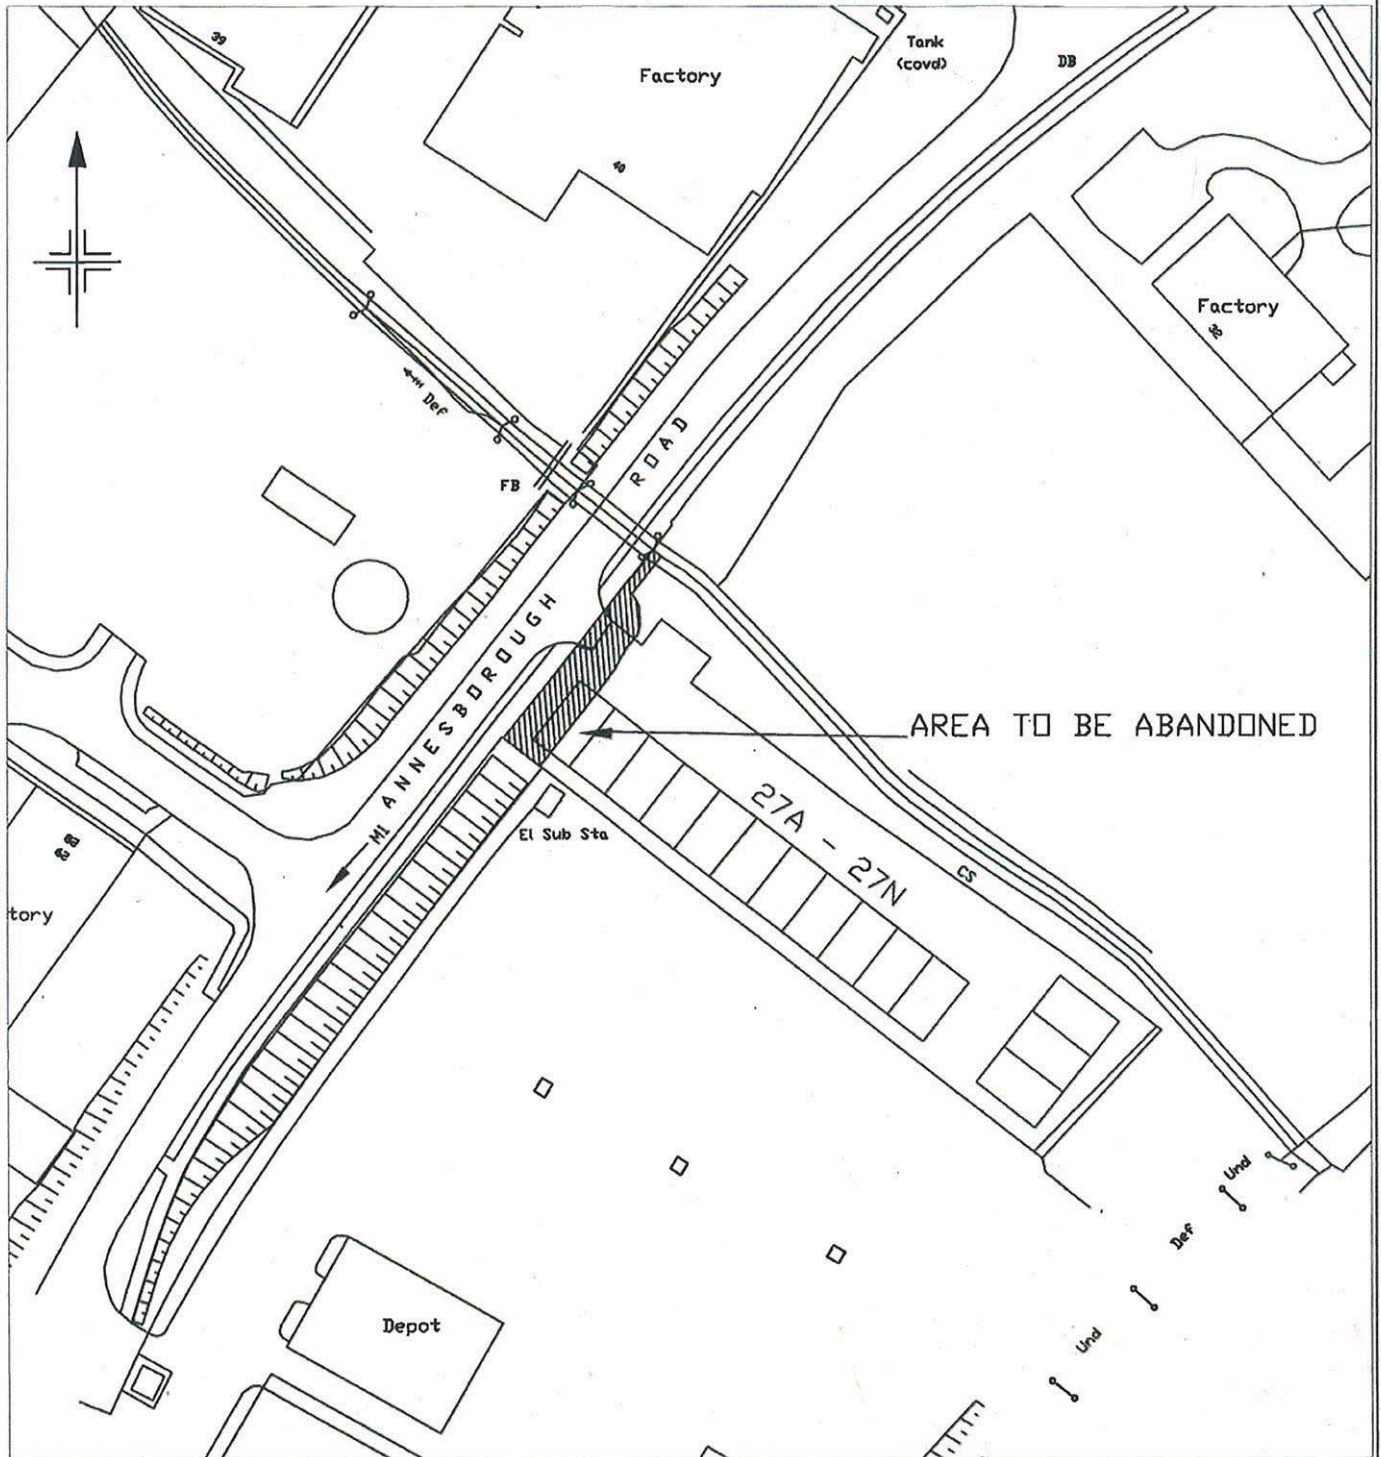 39
Factory
Tank
(covd)
DB
40
Factory
32
Def
FB
ANNESBOROUGH ROAD
AREA TO BE ABANDONED
M1
El Sub Sta
27A - 27N
CS
tory
Und
Def
Und
Depot